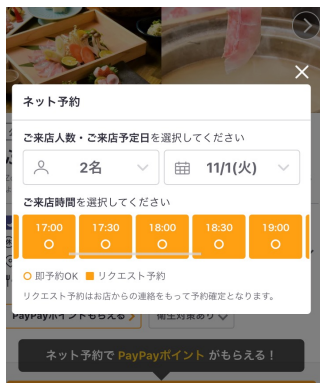 ネット予約
ご来店人数・ご来店予定日を選択してください
2名
11/1(火)
ご来店時間を選択してください
17:00
17:30
18:00
18:30
19:00
即予約OK
リクエスト予約
リクエスト予約はお店からの連絡をもって予約確定となります。
PayPayポイントもらえる
衛生対策あり
ネット予約で PayPayポイント がもらえる！